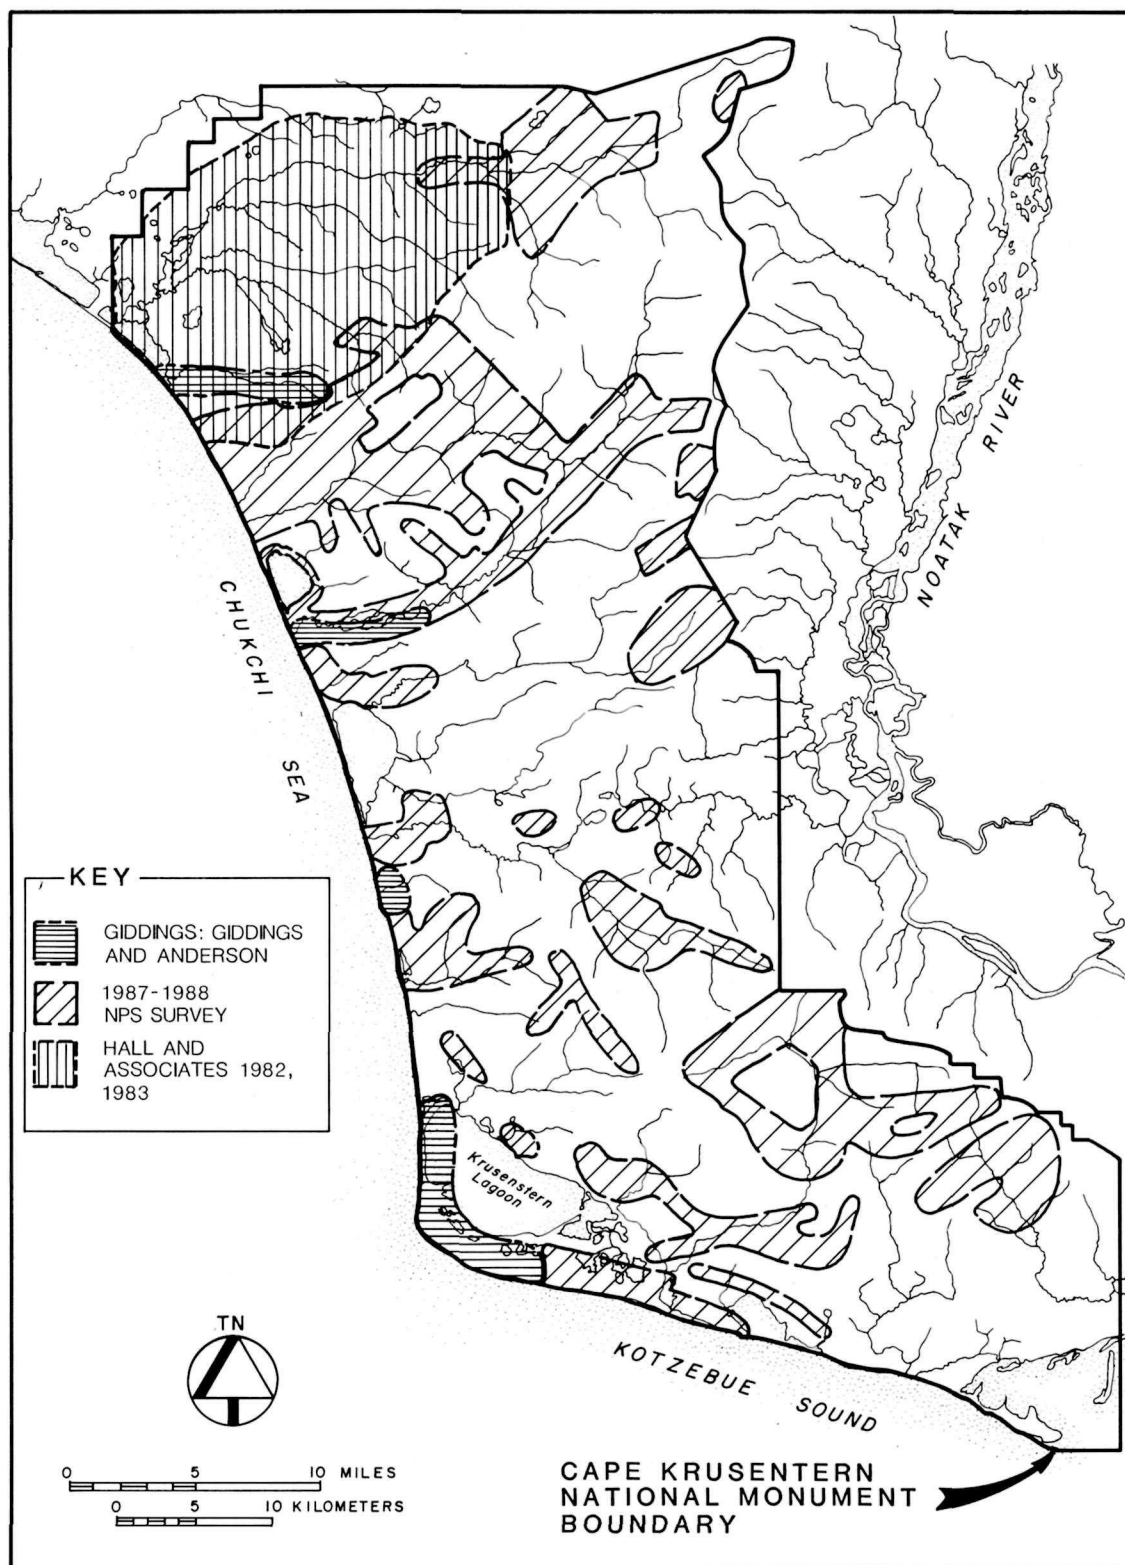 NOATAK RIVER
CHUKCHI SEA
KEY
GIDDINGS: GIDDINGS
AND ANDERSON
1987-1988
NPS SURVEY
HALL AND
ASSOCIATES 1982,
1983
Krusenstern
Lagoon
TN
KOTZEBUE SOUND
0 5 10 MILES
0 5 10 KILOMETERS
CAPE KRUSENTERN
NATIONAL MONUMENT
BOUNDARY